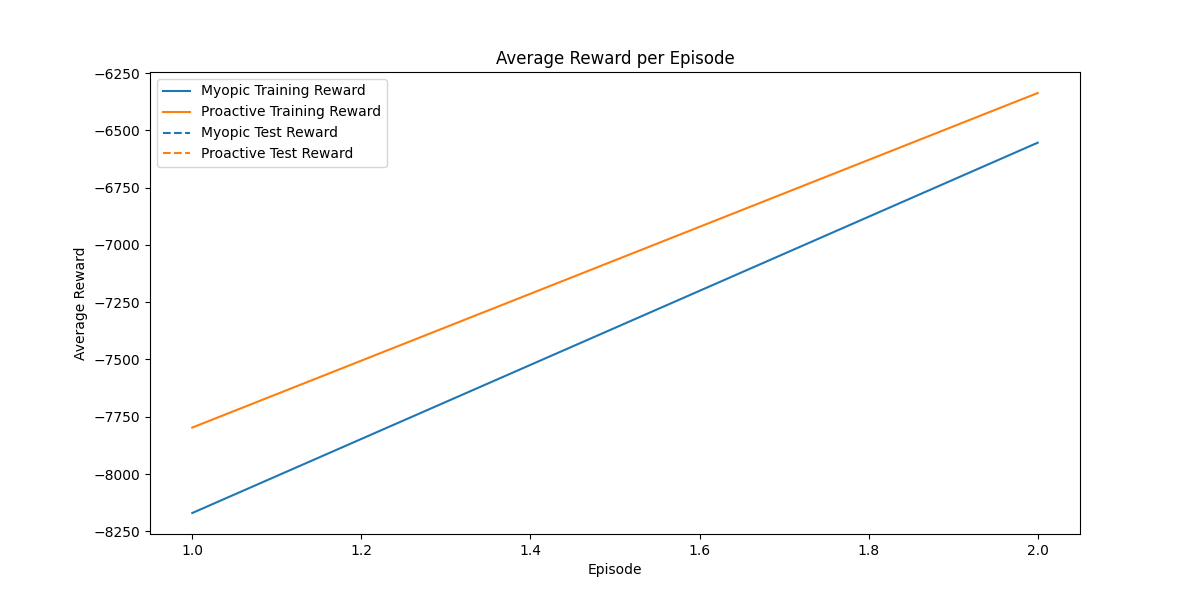 Average Reward per Episode
Myopic Training Reward
Proactive Training Reward
Myopic Test Reward
Proactive Test Reward
−6250
−6500
−6750
−7000
−7250
−7500
−7750
−8000
−8250
Average Reward
1.0 1.2 1.4 1.6 1.8 2.0
Episode